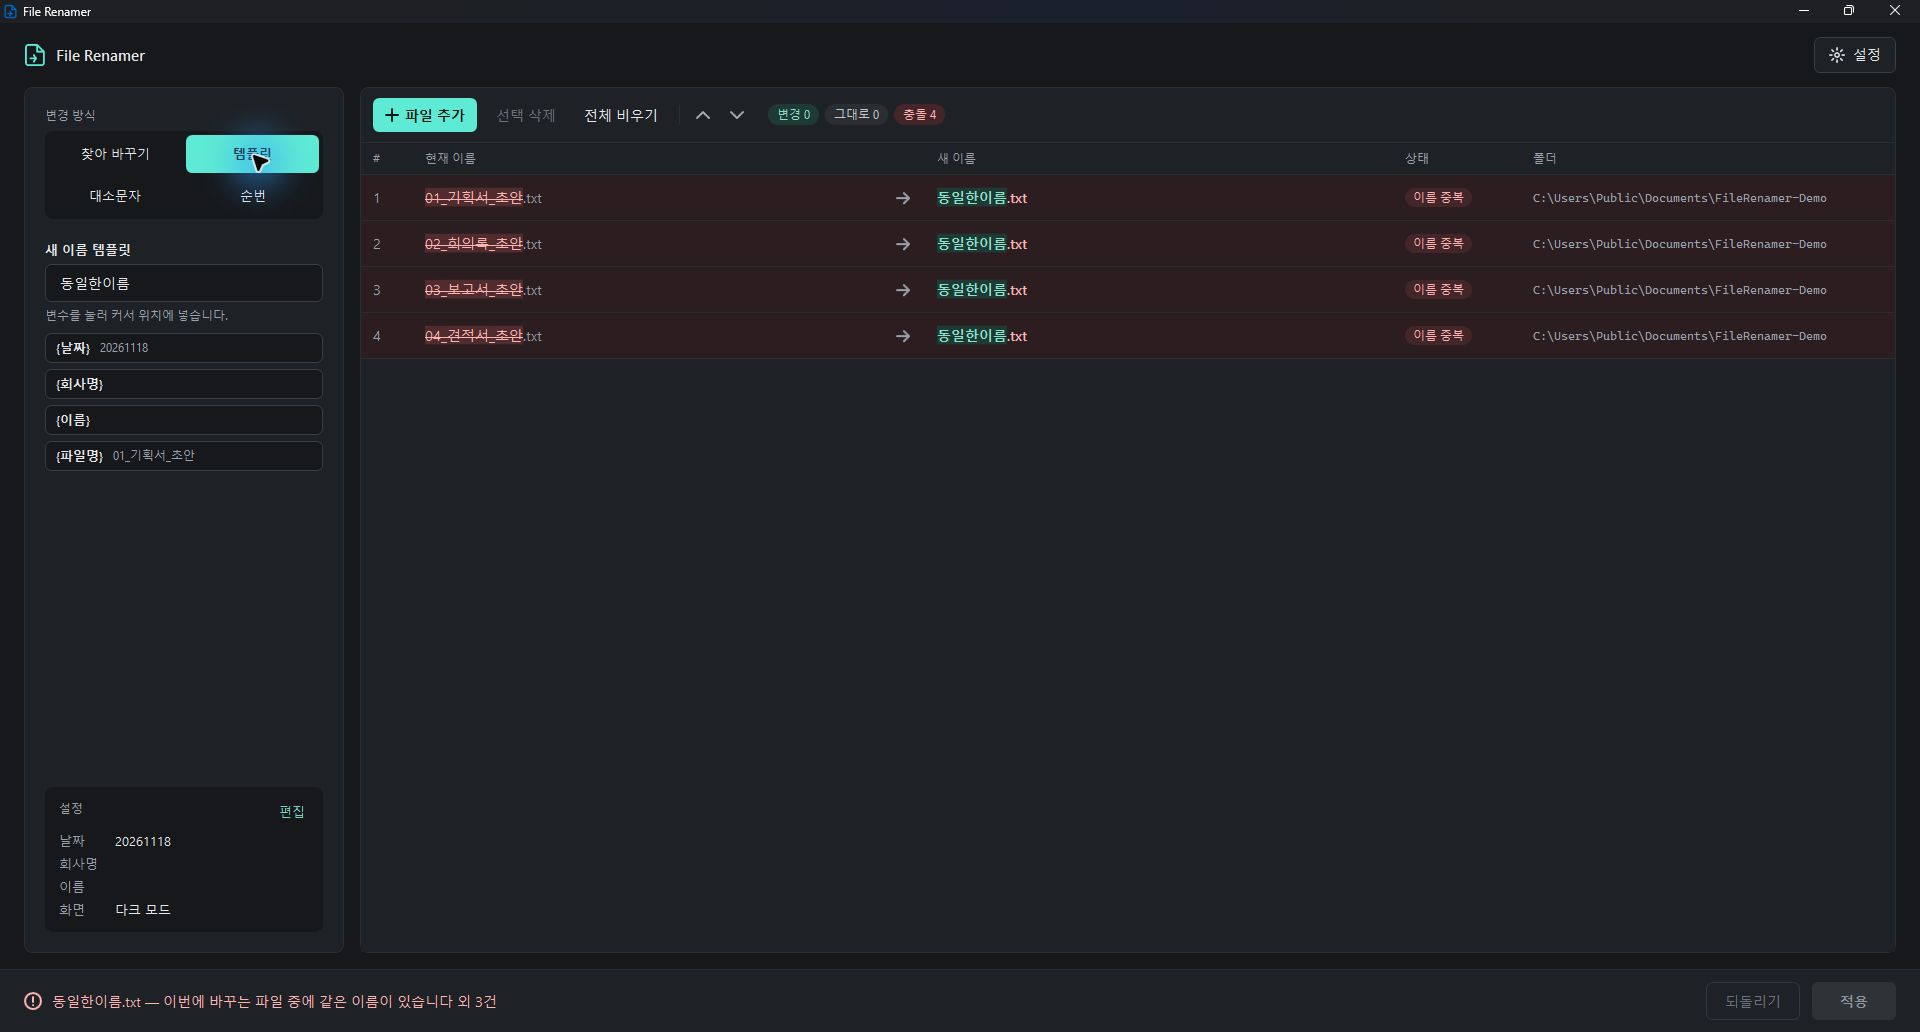 File Renamer
File Renamer
설정
변경 방식
찾아 바꾸기
템플릿
대소문자
순번
새 이름 템플릿
동일한이름
변수를 눌러 커서 위치에 넣습니다.
{날짜} 20261118
{회사명}
{이름}
{파일명} 01_기획서_초안
설정
편집
날짜 20261118
회사명
이름
화면 다크 모드
+ 파일 추가 선택 삭제 전체 비우기 변경 0 그대로 0 충돌 4
# 현재 이름 새 이름 상태 폴더
1 01_기획서_초안.txt → 동일한이름.txt 이름 중복 C:\Users\Public\Documents\FileRenamer-Demo
2 02_회의록_초안.txt → 동일한이름.txt 이름 중복 C:\Users\Public\Documents\FileRenamer-Demo
3 03_보고서_초안.txt → 동일한이름.txt 이름 중복 C:\Users\Public\Documents\FileRenamer-Demo
4 04_견적서_초안.txt → 동일한이름.txt 이름 중복 C:\Users\Public\Documents\FileRenamer-Demo
동일한이름.txt — 이번에 바꾸는 파일 중에 같은 이름이 있습니다 외 3건
되돌리기
적용